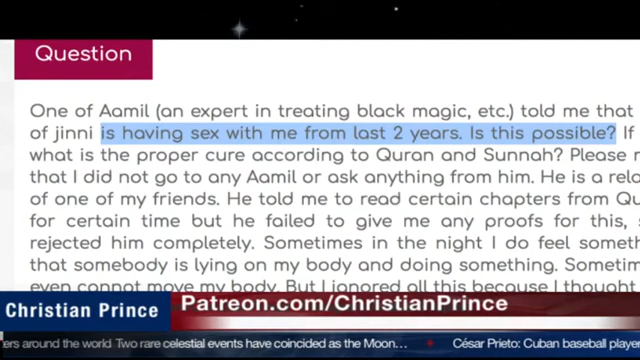 Question
One of Aamil (an expert in treating black magic, etc.) told me that
of jinni is having sex with me from last 2 years. Is this possible? If
what is the proper cure according to Quran and Sunnah? Please
that I did not go to any Aamil or ask anything from him. He is a
of one of my friends. He told me to read certain chapters from
for certain time but he failed to give me any proofs for this,
rejected him completely. Sometimes in the night I do feel
that somebody is lying on my body and doing something.
even cannot move my body. But I ignored all this because I thought
Christian Prince
Patreon.com/ChristianPrince
around the world Two rare celestial events have coincided as the Moon...
César Prieto: Cuban baseball